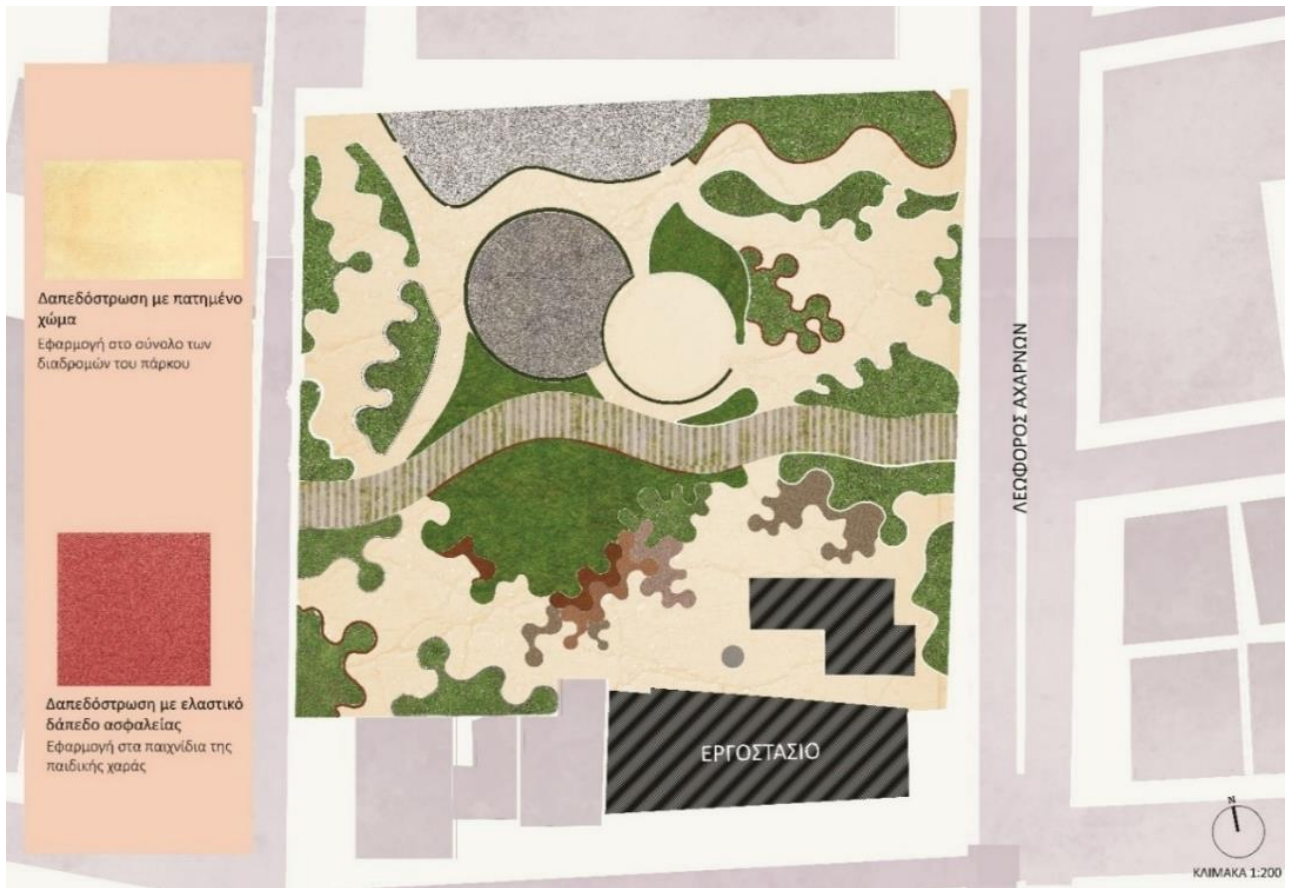 Δαπεδόστρωση με πατημένο
χώμα
Εφαρμογή στο σύνολο των
διαδρομών του πάρκου
Δαπεδόστρωση με ελαστικό
δάπεδο ασφαλείας
Εφαρμογή στα παιχνίδια της
παιδικής χαράς
ΕΡΓΟΣΤΑΣΙΟ
ΛΕΩΦΟΡΟΣ ΑΧΑΡΝΩΝ
N
ΚΛΙΜΑΚΑ 1:200